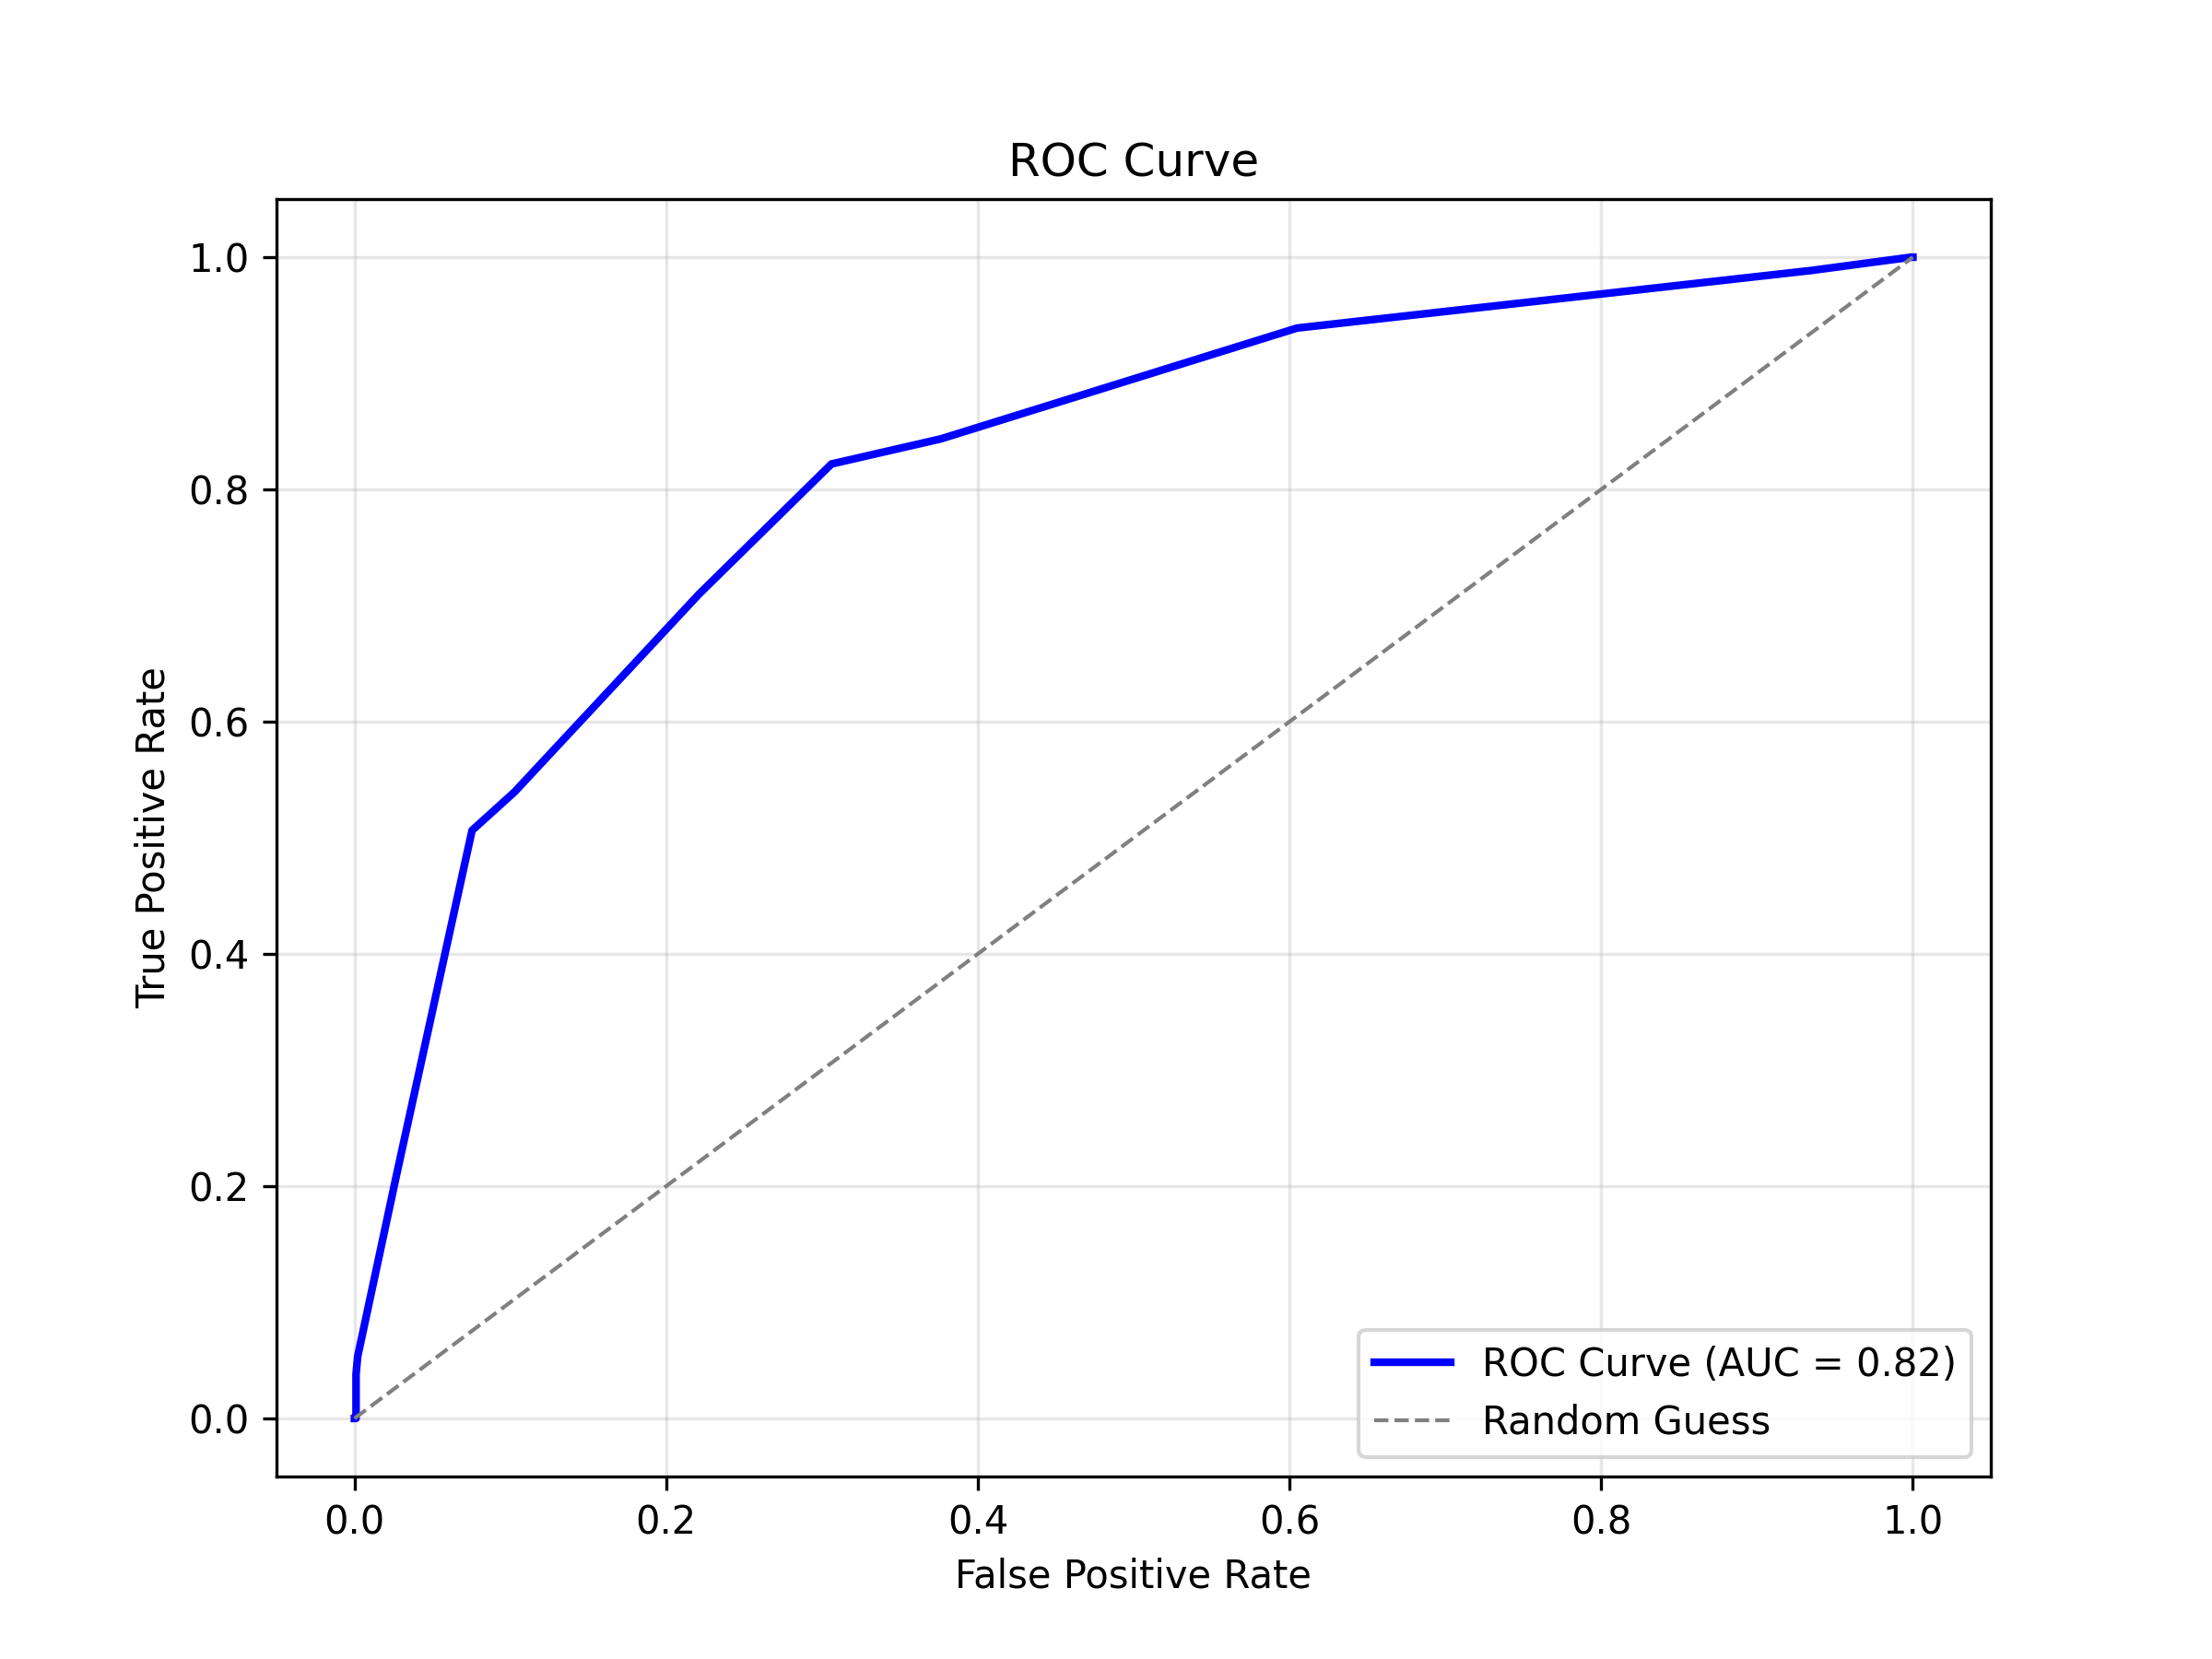 ROC Curve
True Positive Rate
1.0
0.8
0.6
0.4
0.2
0.0
0.0 0.2 0.4 0.6 0.8 1.0
False Positive Rate
ROC Curve (AUC = 0.82)
Random Guess